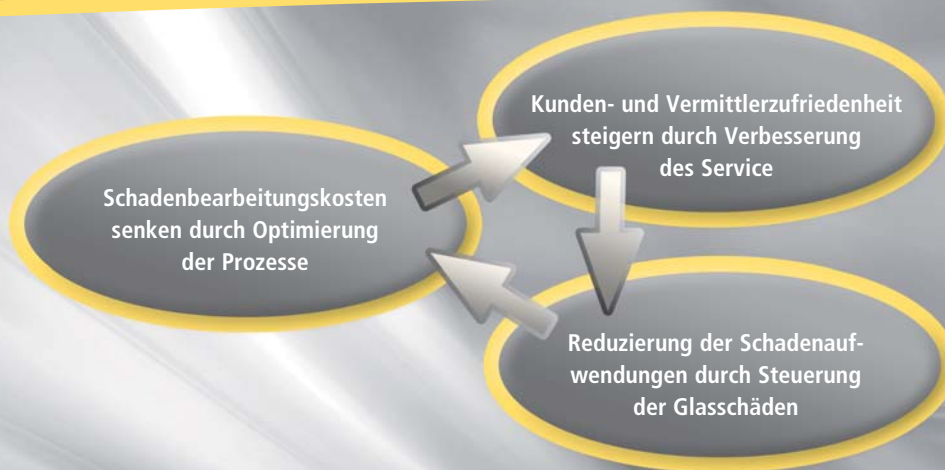 Kunden- und Vermittlerzufriedenheit
steigern durch Verbesserung
des Service
Schadenbearbeitungskosten
senken durch Optimierung
der Prozesse
Reduzierung der Schadenauf-
wendungen durch Steuerung
der Glasschäden